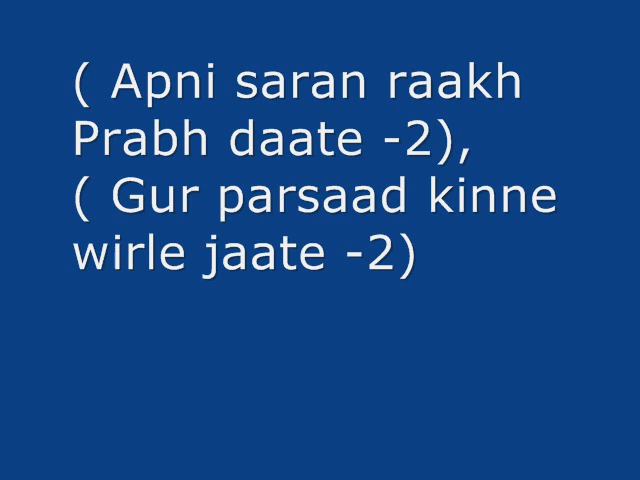 ( Apni saran raakh
Prabh daate -2),
( Gur parsaad kinne
wirle jaate -2)